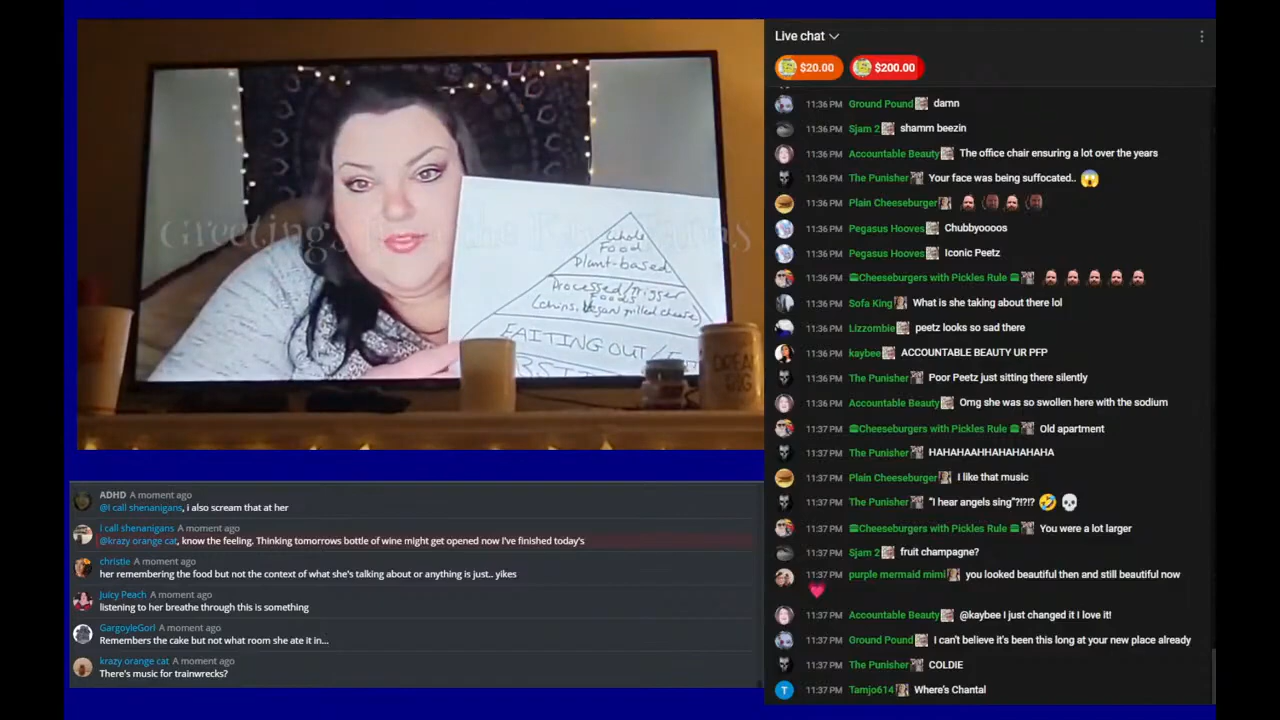 Greetings
Whole
Food
Plant-based
Processed/Trigger
Foods
(chips, vegan grilled cheese)
EATING OUT/
DREAM
BIG
Live chat
$20.00
$200.00
11:36 PM Ground Pound damn
11:36 PM Sjam 2 shamm beezin
11:36 PM Accountable Beauty The office chair ensuring a lot over the years
11:36 PM The Punisher Your face was being suffocated..
11:36 PM Plain Cheeseburger
11:36 PM Pegasus Hooves Chubbyoooos
11:36 PM Pegasus Hooves Iconic Peetz
11:36 PM Cheeseburgers with Pickles Rule
11:36 PM Sofa King What is she taking about there lol
11:36 PM Lizzombie peetz looks so sad there
11:36 PM kaybee ACCOUNTABLE BEAUTY UR PFP
11:36 PM The Punisher Poor Peetz just sitting there silently
11:36 PM Accountable Beauty Omg she was so swollen here with the sodium
11:37 PM Cheeseburgers with Pickles Rule Old apartment
11:37 PM The Punisher HAHAHAAHHAHAHAHAHA
11:37 PM Plain Cheeseburger I like that music
11:37 PM The Punisher “I hear angels sing”?!?!?
11:37 PM Cheeseburgers with Pickles Rule You were a lot larger
11:37 PM Sjam 2 fruit champagne?
11:37 PM purple mermaid mimi you looked beautiful then and still beautiful now
11:37 PM Accountable Beauty @kaybee I just changed it I love it!
11:37 PM Ground Pound I can't believe it's been this long at your new place already
11:37 PM The Punisher COLDIE
T
11:37 PM Tamjo614 Where's Chantal
ADHD A moment ago
@I call shenanigans, i also scream that at her
I call shenanigans A moment ago
@krazy orange cat, know the feeling. Thinking tomorrows bottle of wine might get opened now I've finished today's
christie A moment ago
her remembering the food but not the context of what she's talking about or anything is just.. yikes
Juicy Peach A moment ago
listening to her breathe through this is something
GargoyleGorl A moment ago
Remembers the cake but not what room she ate it in...
krazy orange cat A moment ago
There's music for trainwrecks?